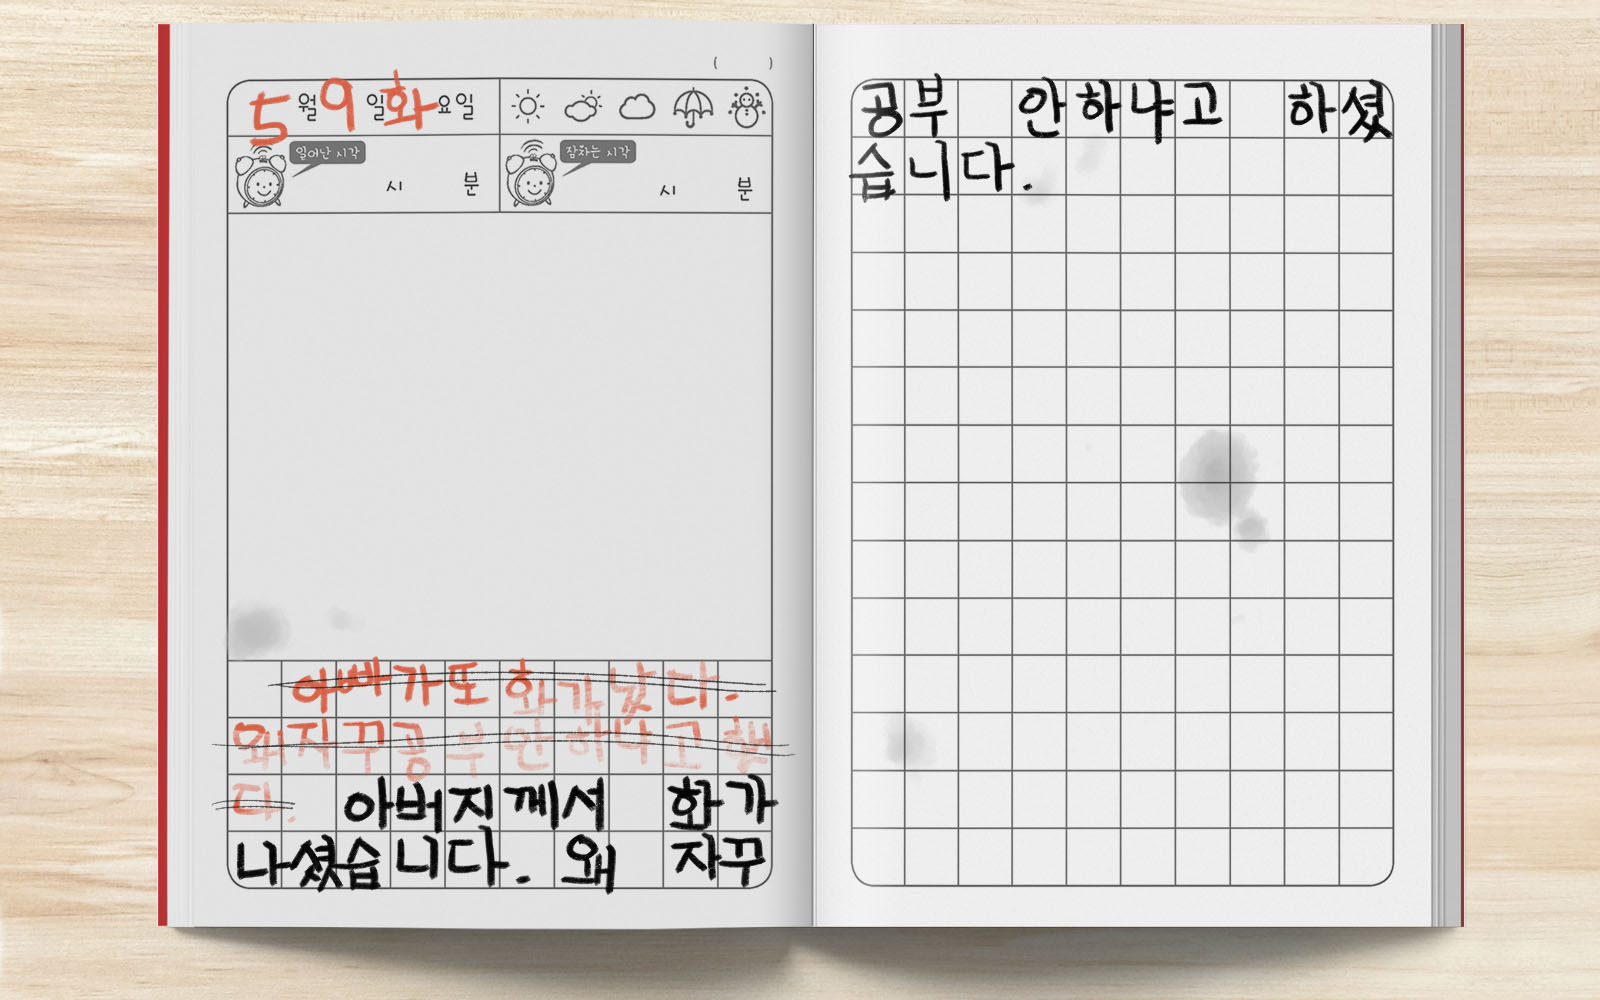 ( )
5월 9일 화요일
일어난 시각 시 분 잠자는 시각 시 분
아빠가또 화가났다.
왜자꾸공부안하냐고 했
다. 아버지께서 화가
나셨습니다. 왜 자꾸
공부 안하냐고 하셨
습니다.